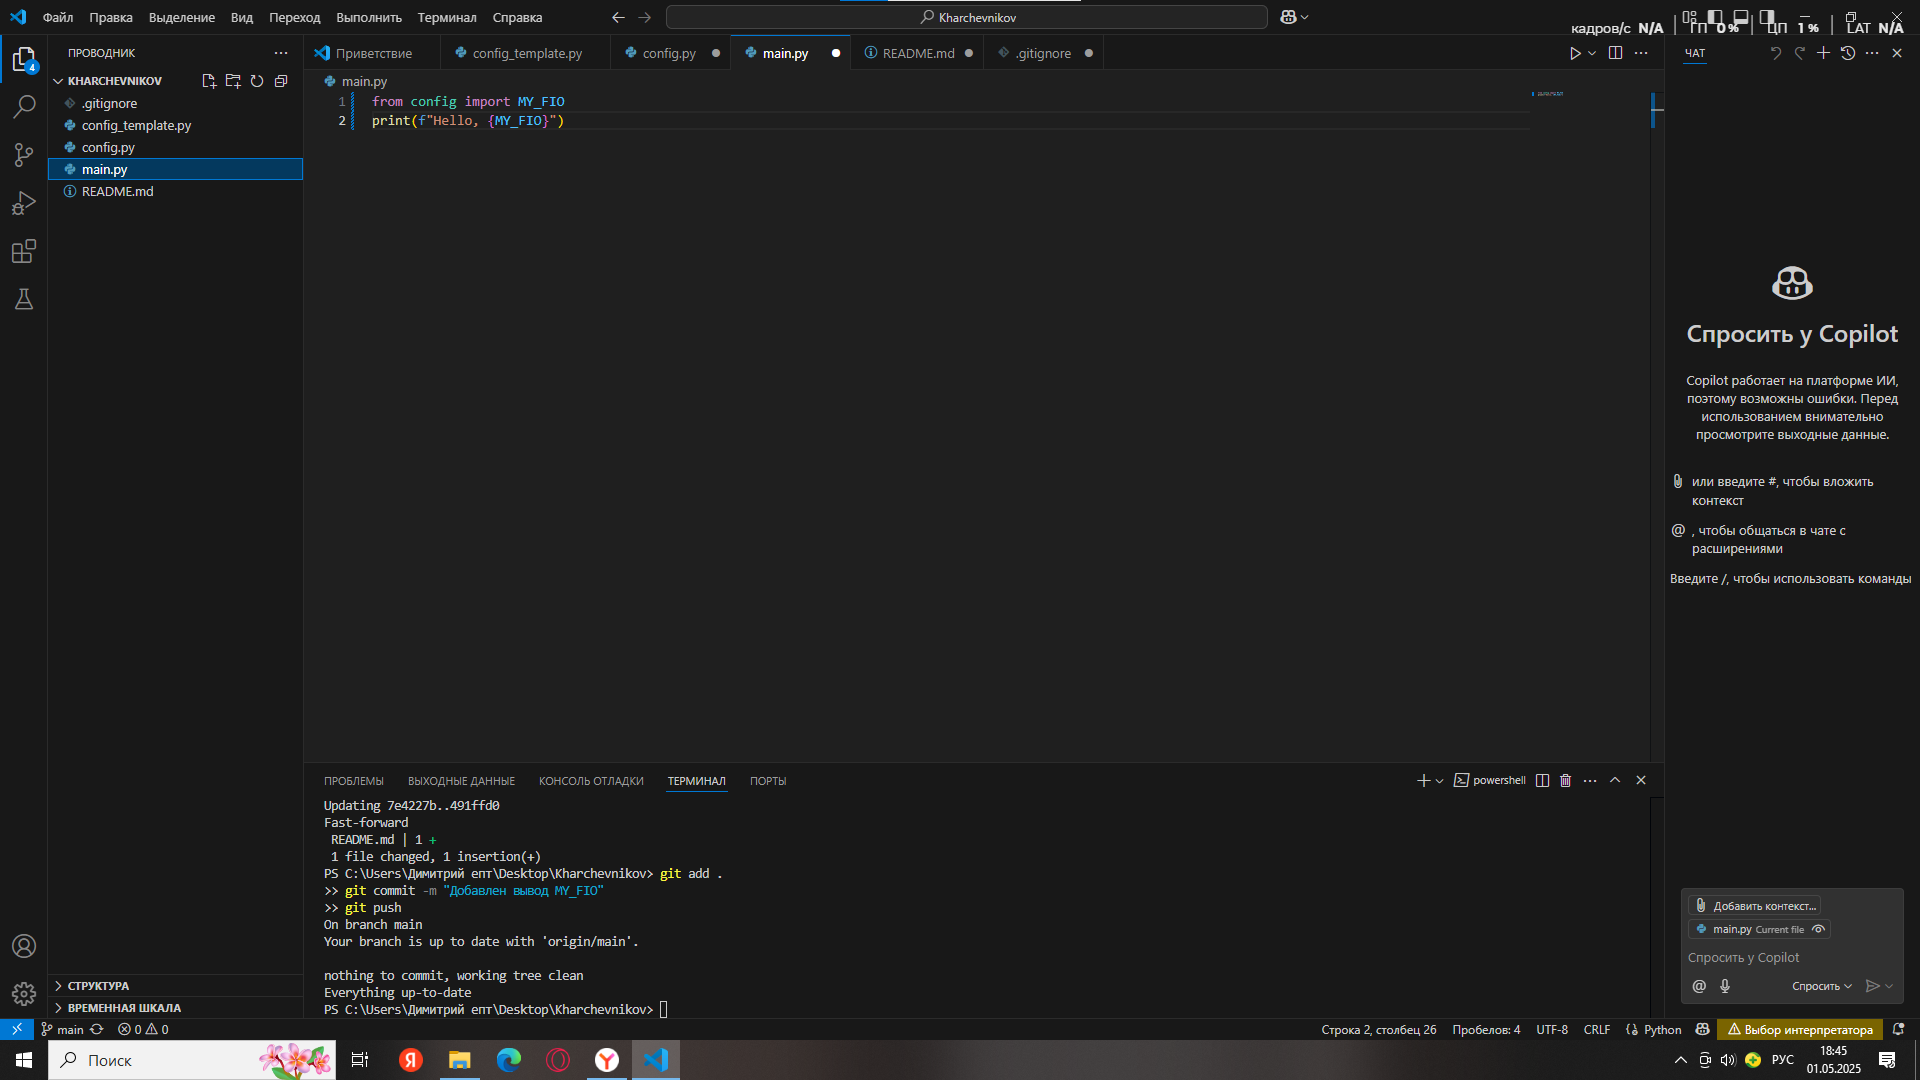 Файл Правка Выделение Вид Переход Выполнить Терминал Справка
Kharchevnikov
кадров/с N/A ГП 0 % ЦП 1 % LAT N/A
ПРОВОДНИК
Приветствие config_template.py config.py main.py README.md .gitignore
ЧАТ
4
KHARCHEVNIKOV
.gitignore
config_template.py
config.py
main.py
README.md
main.py
1 from config import MY_FIO
2 print(f"Hello, {MY_FIO}")
Спросить у Copilot
Copilot работает на платформе ИИ,
поэтому возможны ошибки. Перед
использованием внимательно
просмотрите выходные данные.
или введите #, чтобы вложить
контекст
@ , чтобы общаться в чате с
расширениями
Введите /, чтобы использовать команды
ПРОБЛЕМЫ ВЫХОДНЫЕ ДАННЫЕ КОНСОЛЬ ОТЛАДКИ ТЕРМИНАЛ ПОРТЫ
powershell
Updating 7e4227b..491ffd0
Fast-forward
README.md | 1 +
1 file changed, 1 insertion(+)
PS C:\Users\Димитрий епт\Desktop\Kharchevnikov> git add .
>> git commit -m "Добавлен вывод MY_FIO"
>> git push
On branch main
Your branch is up to date with 'origin/main'.
nothing to commit, working tree clean
Everything up-to-date
PS C:\Users\Димитрий епт\Desktop\Kharchevnikov>
Добавить контекст...
main.py Current file
Спросить у Copilot
@ Спросить
СТРУКТУРА
ВРЕМЕННАЯ ШКАЛА
main 0 0
Строка 2, столбец 26 Пробелов: 4 UTF-8 CRLF Python Выбор интерпретатора
Поиск
РУС
18:45
01.05.2025